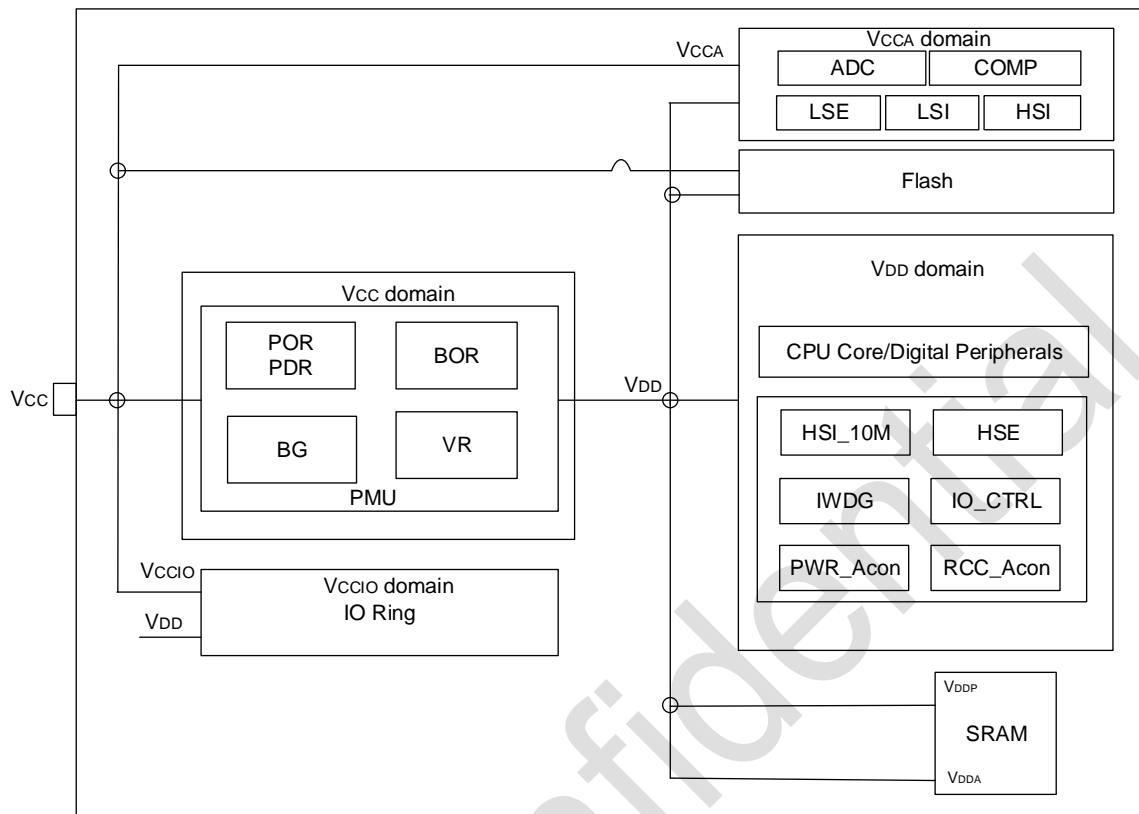 VCCA
VCCA domain
ADC
COMP
LSE
LSI
HSI
Flash
VCC domain
POR
PDR
BOR
BG
VR
PMU
VCC
VDD
VDD domain
CPU Core/Digital Peripherals
HSI_10M
HSE
IWDG
IO_CTRL
PWR_Acon
RCC_Acon
VCCIO
VCCIO domain
IO Ring
VDD
VDDP
SRAM
VDDA